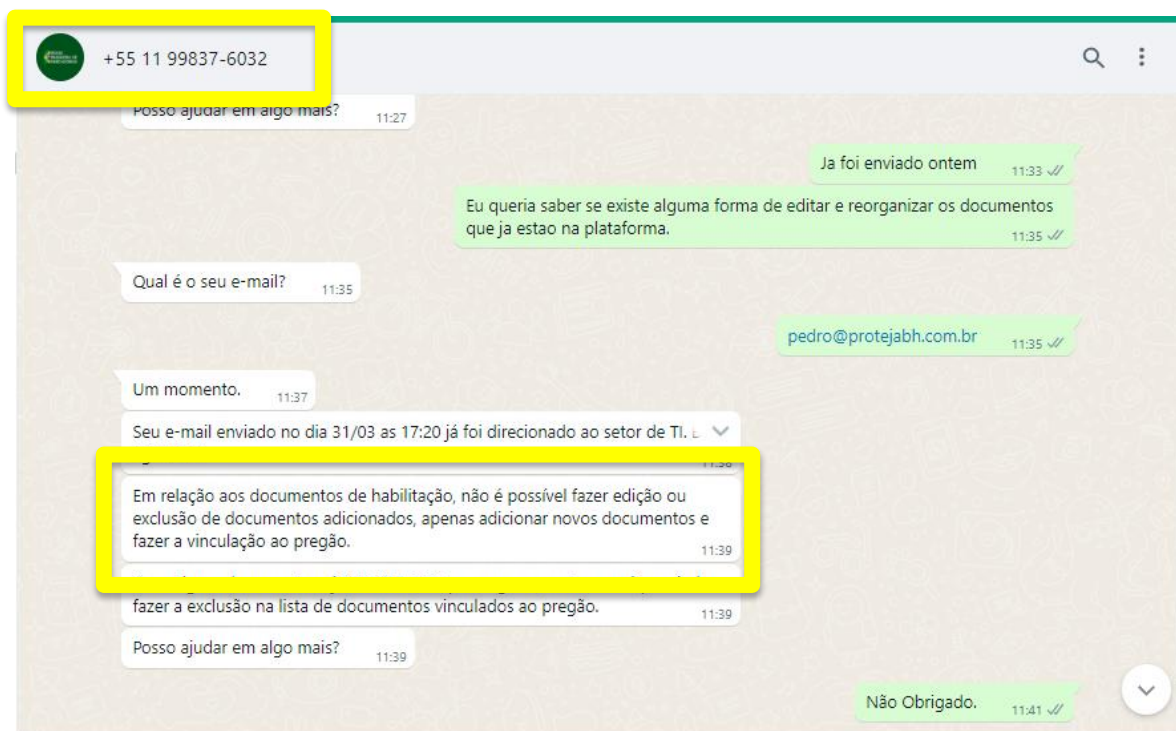 +55 11 99837-6032
Posso ajudar em algo mais? 11:27
Ja foi enviado ontem 11:33
Eu queria saber se existe alguma forma de editar e reorganizar os documentos
que ja estao na plataforma. 11:35
Qual é o seu e-mail? 11:35
pedro@protejabh.com.br 11:35
Um momento. 11:37
Seu e-mail enviado no dia 31/03 as 17:20 já foi direcionado ao setor de TI.
11:38
Em relação aos documentos de habilitação, não é possível fazer edição ou
exclusão de documentos adicionados, apenas adicionar novos documentos e
fazer a vinculação ao pregão. 11:39
fazer a exclusão na lista de documentos vinculados ao pregão. 11:39
Posso ajudar em algo mais? 11:39
Não Obrigado. 11:41